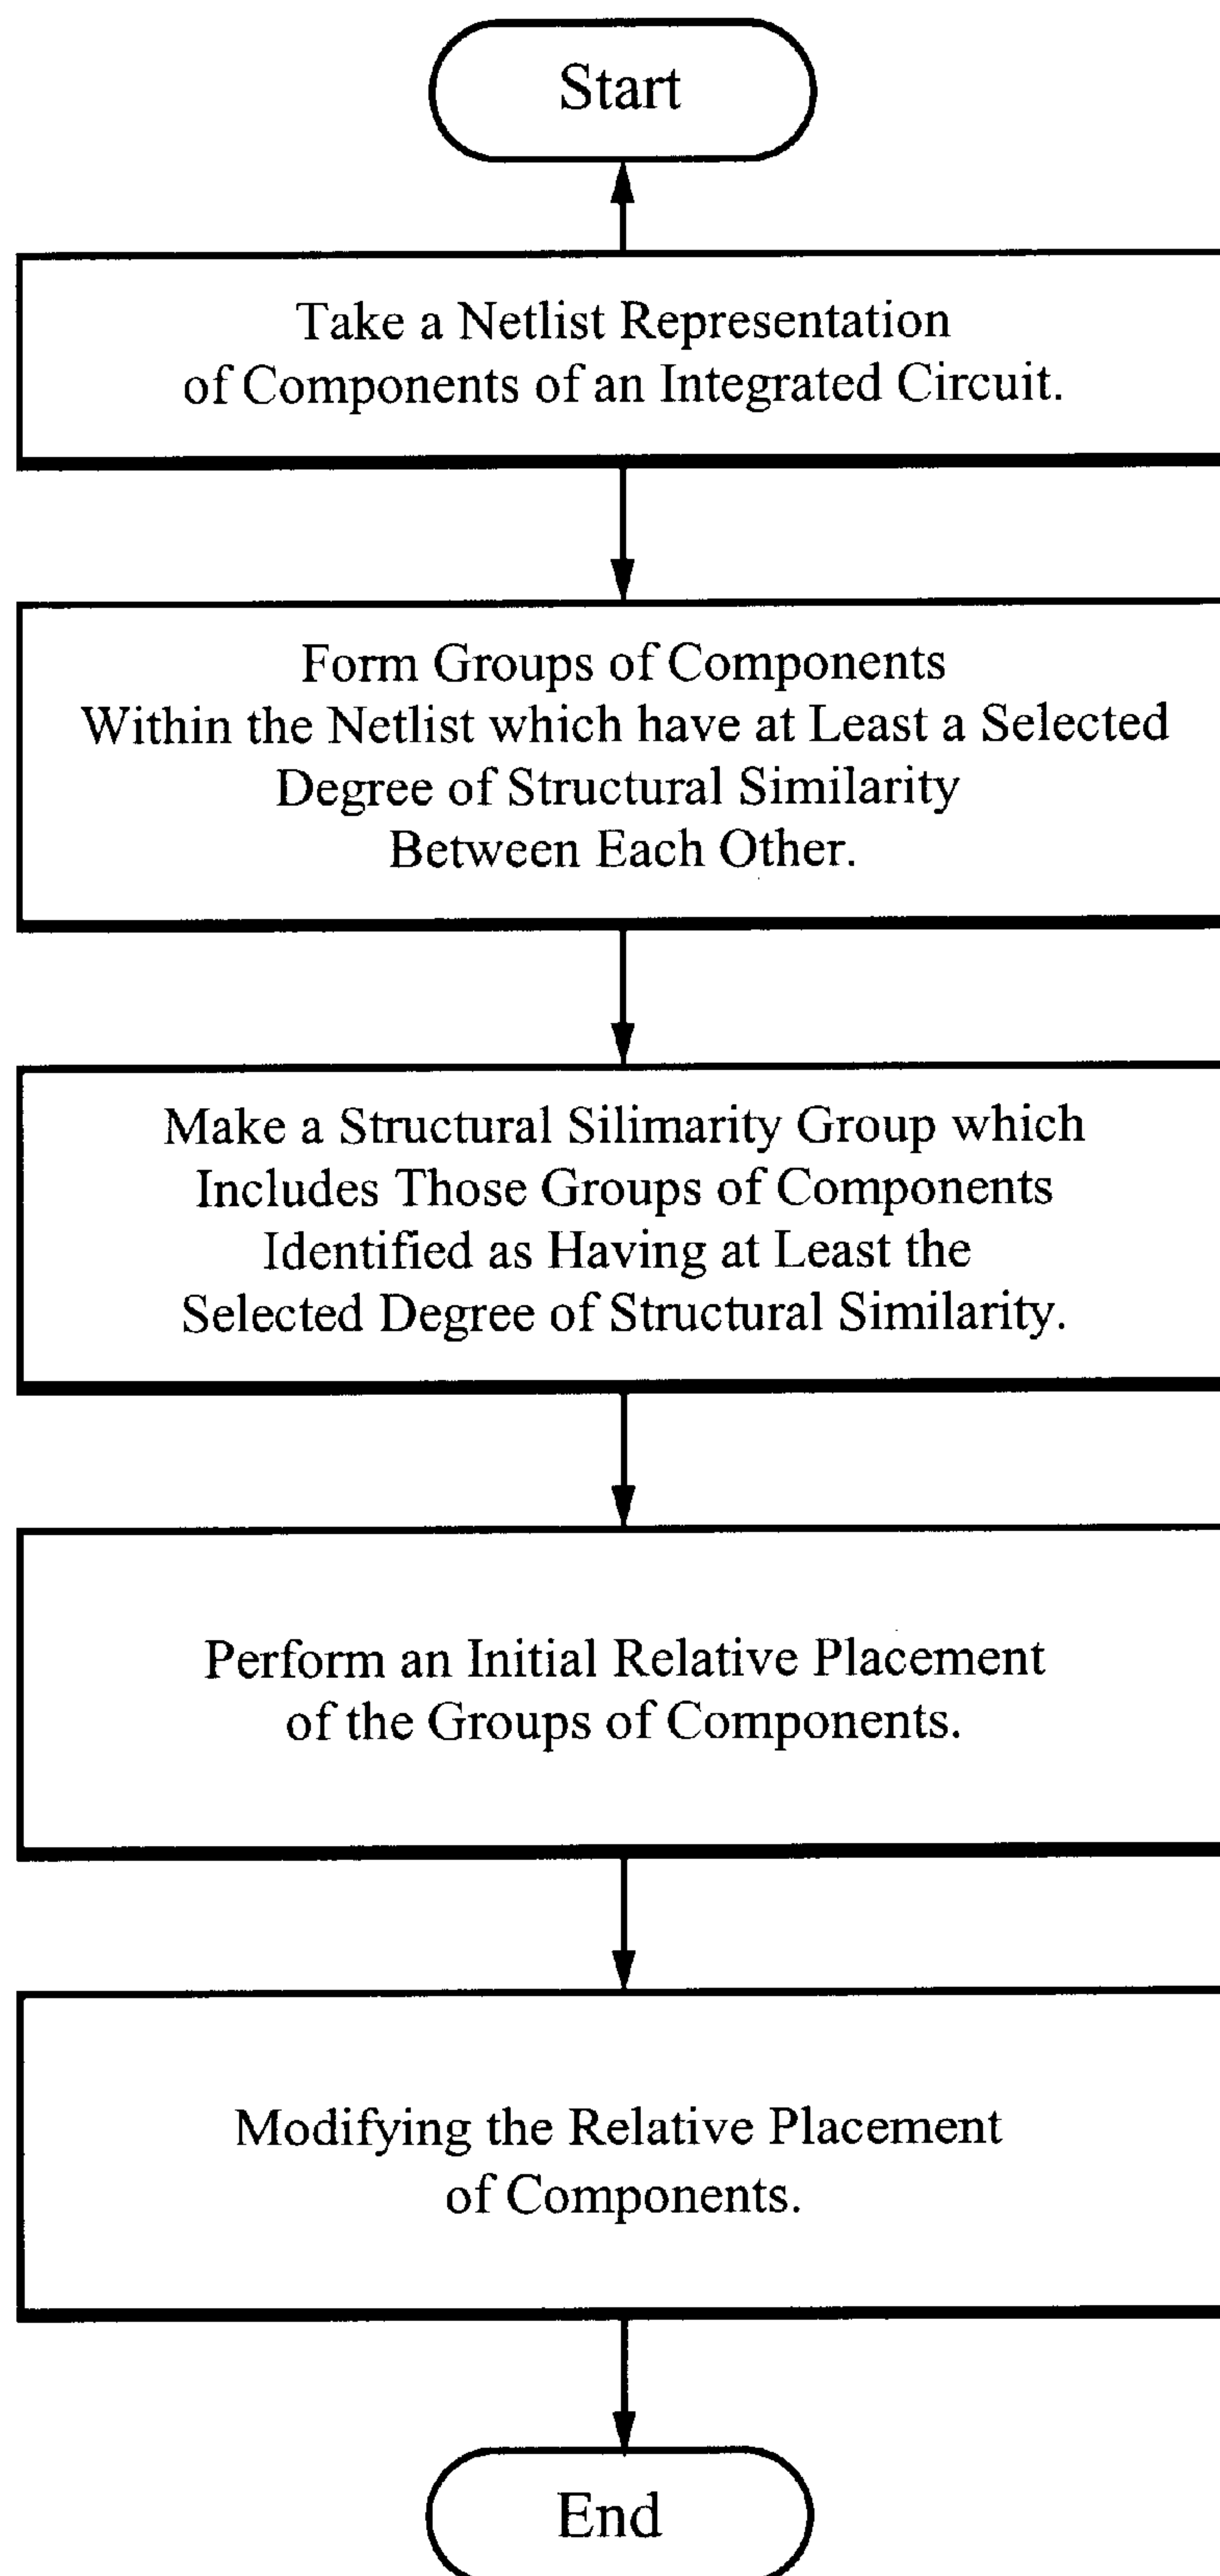 Start
Take a Netlist Representation
of Components of an Integrated Circuit.
Form Groups of Components
Within the Netlist which have at Least a Selected
Degree of Structural Similarity
Between Each Other.
Make a Structural Silimarity Group which
Includes Those Groups of Components
Identified as Having at Least the
Selected Degree of Structural Similarity.
Perform an Initial Relative Placement
of the Groups of Components.
Modifying the Relative Placement
of Components.
End